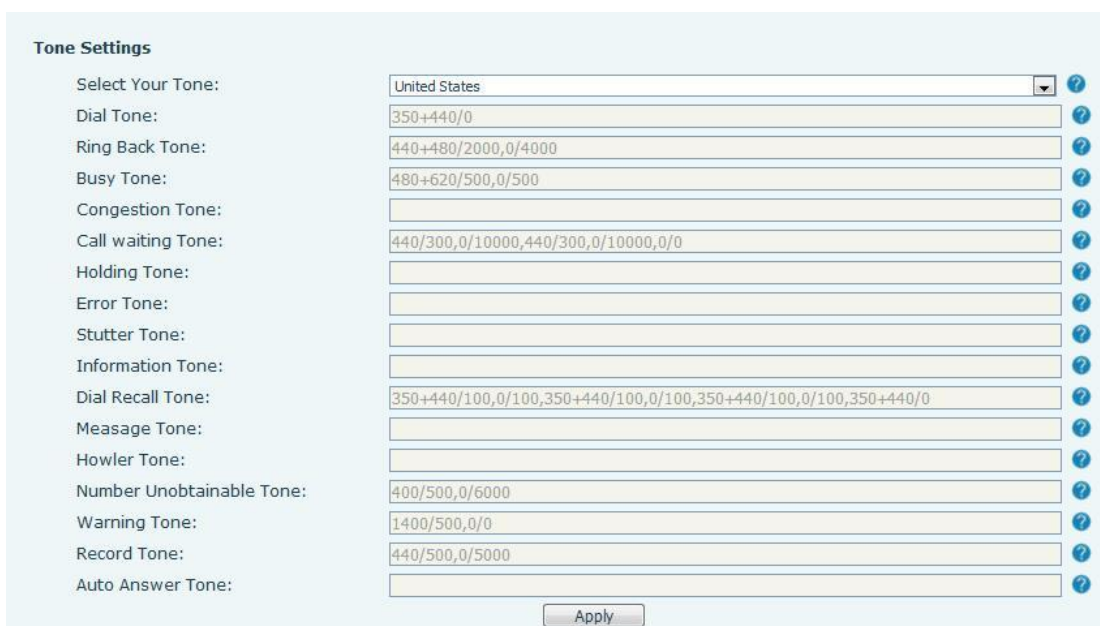 Tone Settings
Select Your Tone: United States
Dial Tone: 350+440/0
Ring Back Tone: 440+480/2000,0/4000
Busy Tone: 480+620/500,0/500
Congestion Tone:
Call waiting Tone: 440/300,0/10000,440/300,0/10000,0/0
Holding Tone:
Error Tone:
Stutter Tone:
Information Tone:
Dial Recall Tone: 350+440/100,0/100,350+440/100,0/100,350+440/100,0/100,350+440/0
Meassage Tone:
Howler Tone:
Number Unobtainable Tone: 400/500,0/6000
Warning Tone: 1400/500,0/0
Record Tone: 440/500,0/5000
Auto Answer Tone:
Apply